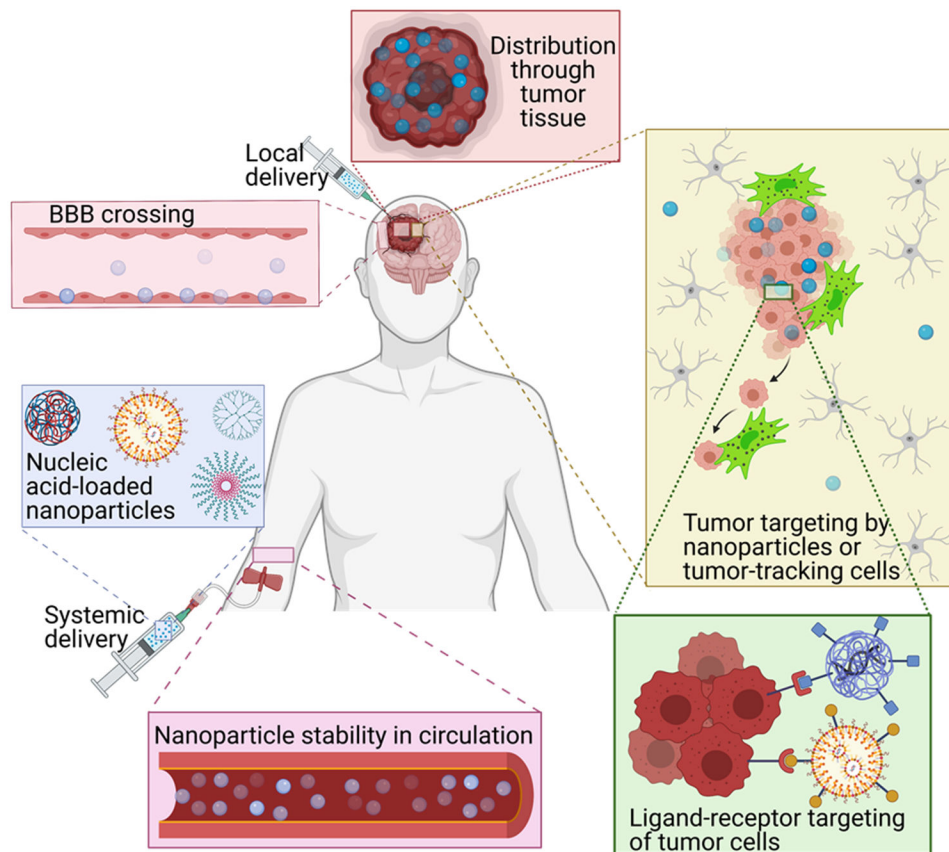 Distribution
through
tumor
tissue
Local
delivery
BBB crossing
Nucleic
acid-loaded
nanoparticles
Tumor targeting by
nanoparticles or
tumor-tracking cells
Systemic
delivery
Nanoparticle stability in circulation
Ligand-receptor targeting
of tumor cells